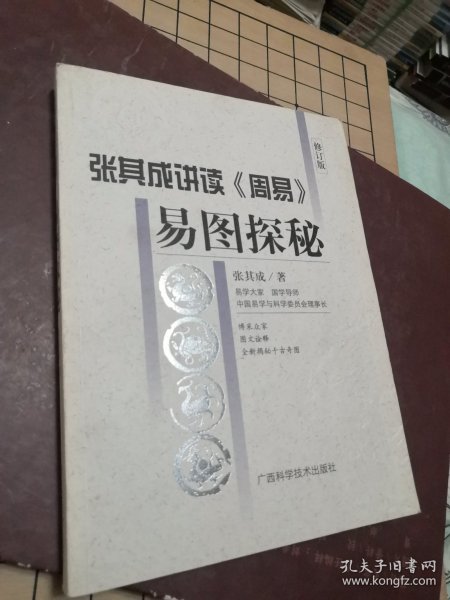 张其成讲读《周易》
修订版
易图探秘
张其成/著
易学大家 国学导师
中国易学与科学委员会理事长
博采众家
图文诠释
全新揭秘千古奇图
广西科学技术出版社
孔夫子旧书网
www.kongfz.com